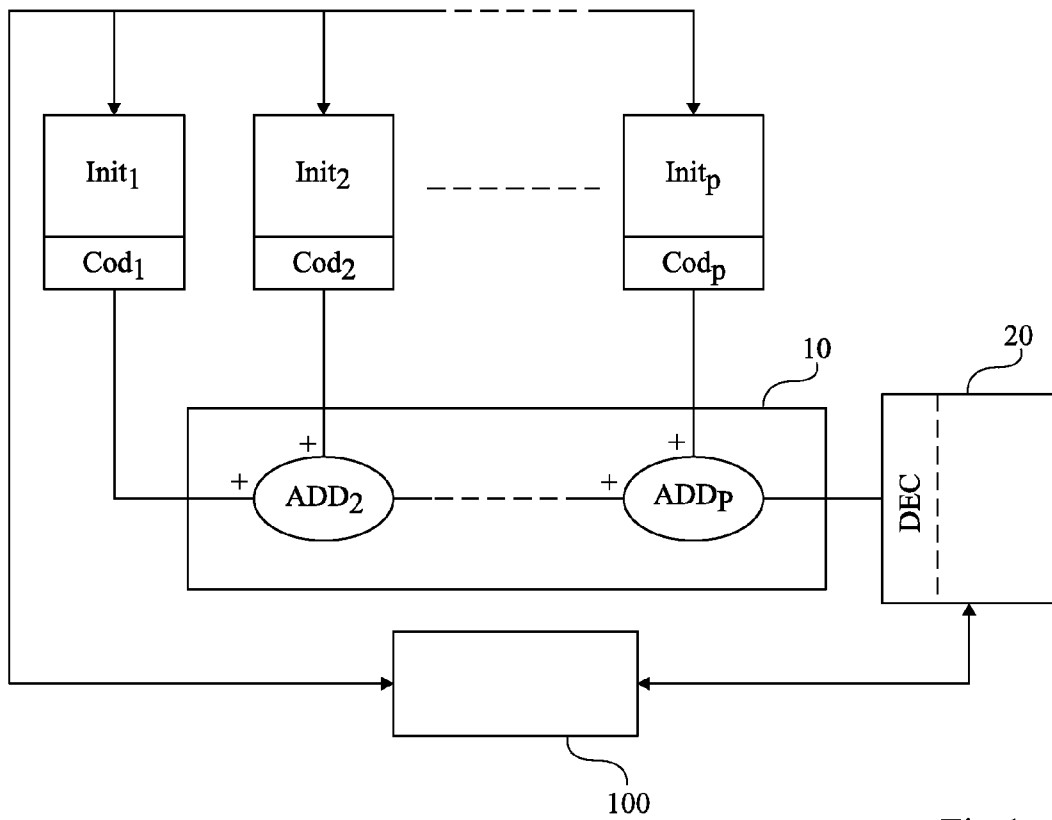 Init1 Init2 Initp
Cod1 Cod2 Codp
10
20
+ +
+ ADD2 + ADDP
DEC
100